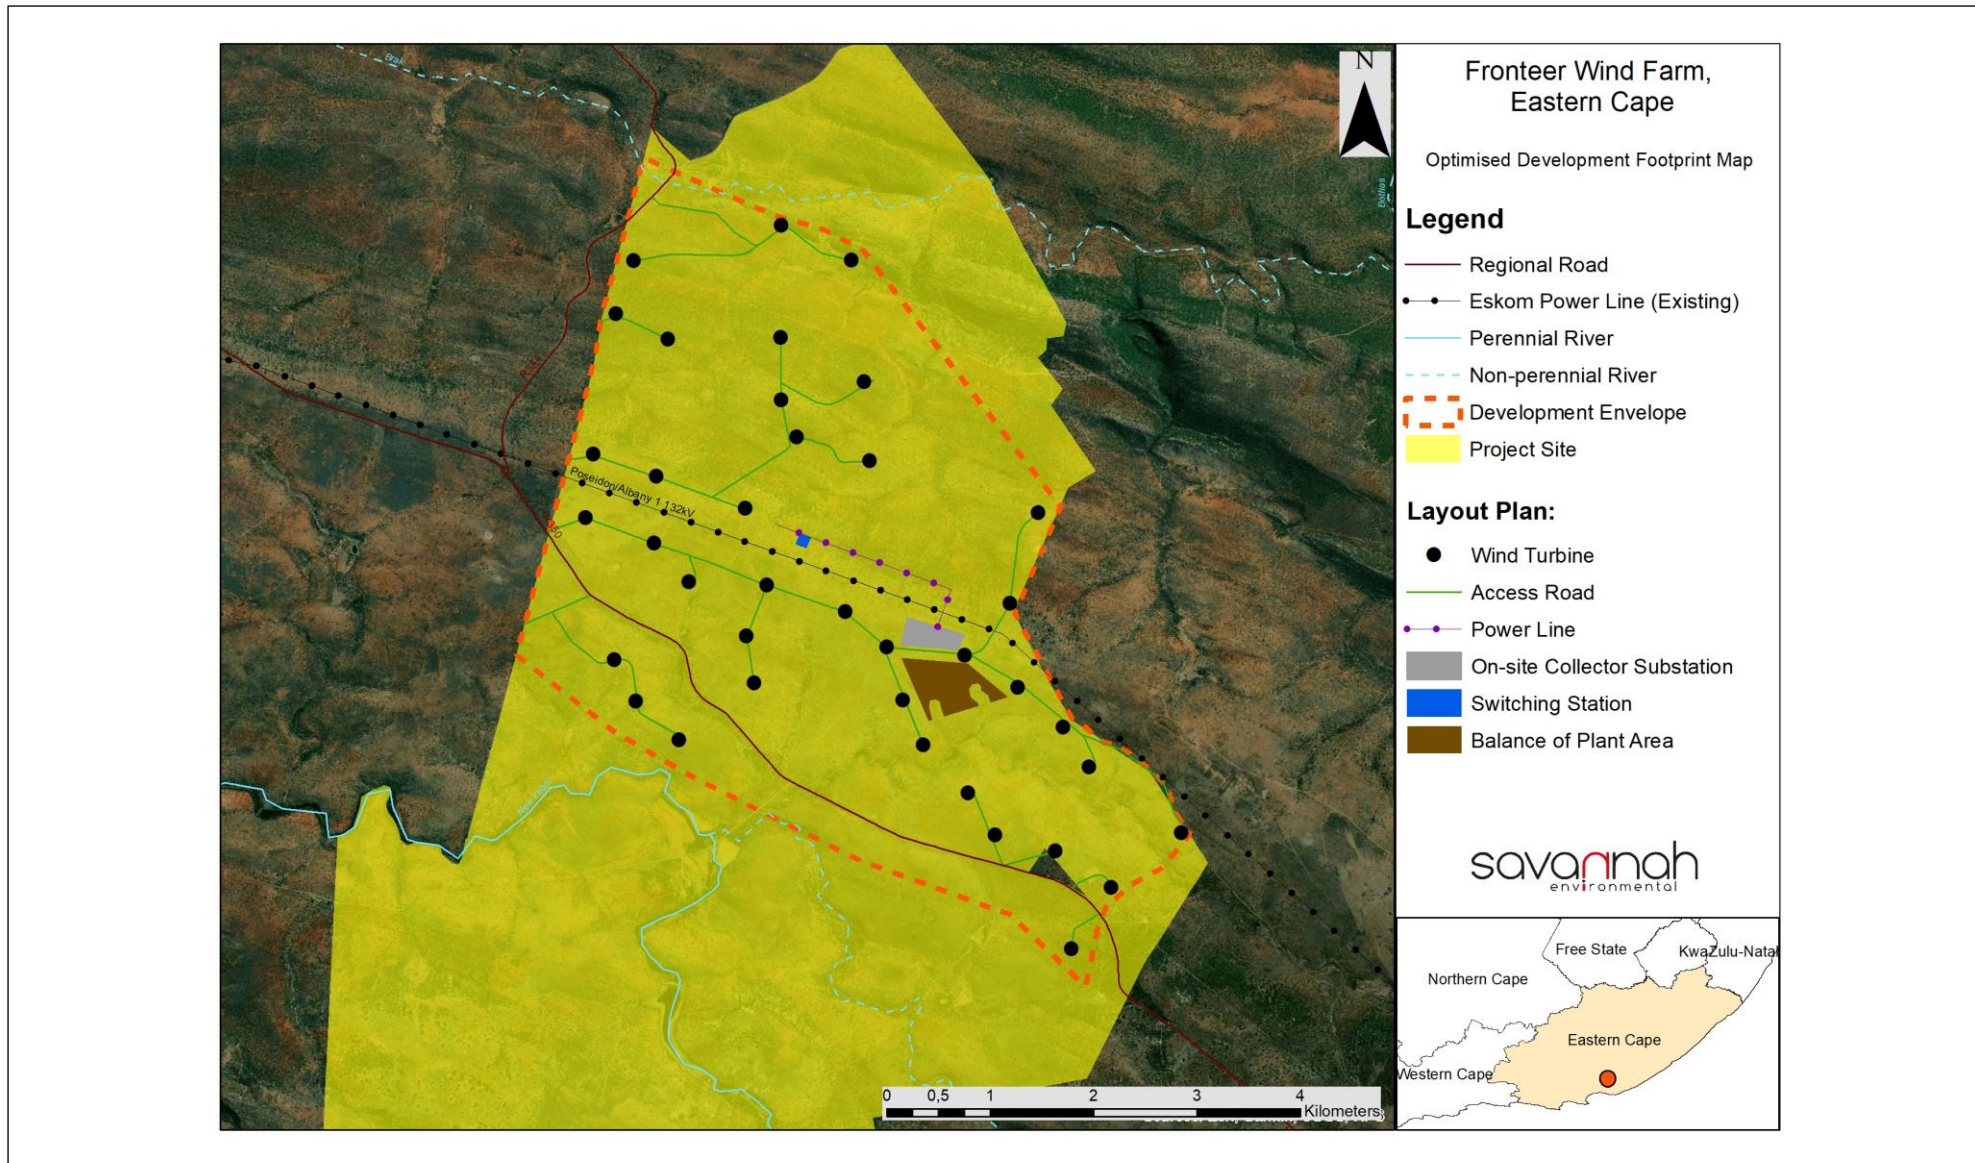 Fronteer Wind Farm,
Eastern Cape
Optimised Development Footprint Map
Legend
Regional Road
Eskom Power Line (Existing)
Perennial River
Non-perennial River
Development Envelope
Project Site
Layout Plan:
Wind Turbine
Access Road
Power Line
On-site Collector Substation
Switching Station
Balance of Plant Area
savannah
environmental
Free State
KwaZulu-Natal
Northern Cape
Eastern Cape
Western Cape
N
Brak
Bothas
Poseidon/Albany 1 132kV
0 0,5 1 2 3 4
Kilometers